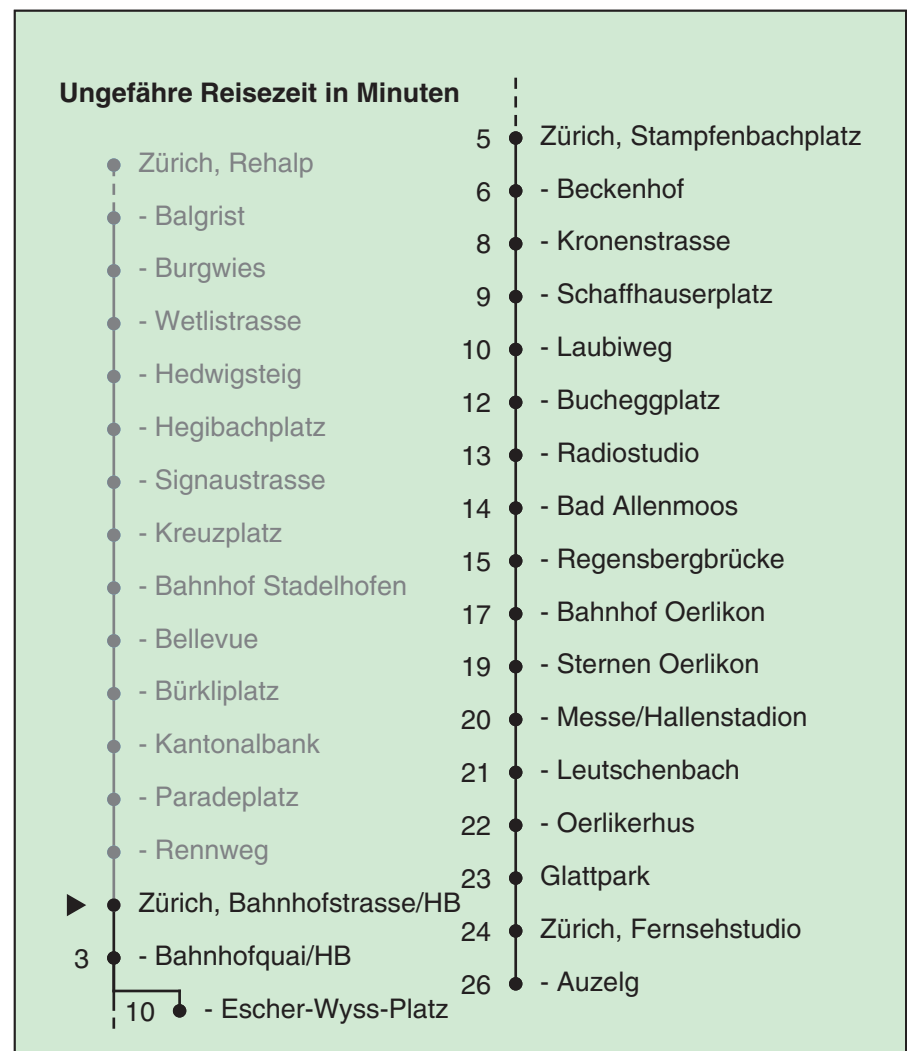 Ungefähre Reisezeit in Minuten
Zürich, Rehalp
- Balgrist
- Burgwies
- Wetlistrasse
- Hedwigsteig
- Hegibachplatz
- Signaustrasse
- Kreuzplatz
- Bahnhof Stadelhofen
- Bellevue
- Bürkliplatz
- Kantonalbank
- Paradeplatz
- Rennweg
Zürich, Bahnhofstrasse/HB
3 - Bahnhofquai/HB
10 - Escher-Wyss-Platz
5 Zürich, Stampfenbachplatz
6 - Beckenhof
8 - Kronenstrasse
9 - Schaffhauserplatz
10 - Laubiweg
12 - Bucheggplatz
13 - Radiostudio
14 - Bad Allenmoos
15 - Regensbergbrücke
17 - Bahnhof Oerlikon
19 - Sternen Oerlikon
20 - Messe/Hallenstadion
21 - Leutschenbach
22 - Oerlikerhus
23 Glattpark
24 Zürich, Fernsehstudio
26 - Auzelg